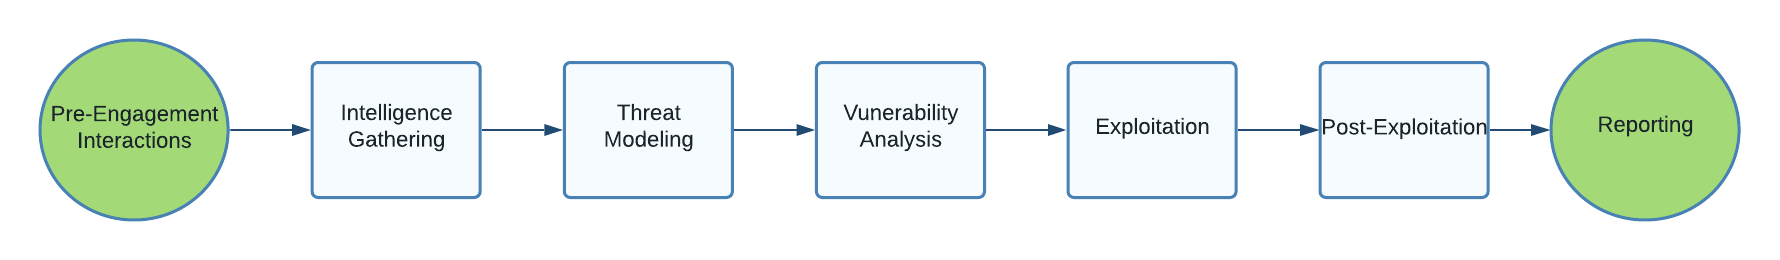 Pre-Engagement
Interactions
Intelligence
Gathering
Threat
Modeling
Vunerability
Analysis
Exploitation
Post-Exploitation
Reporting